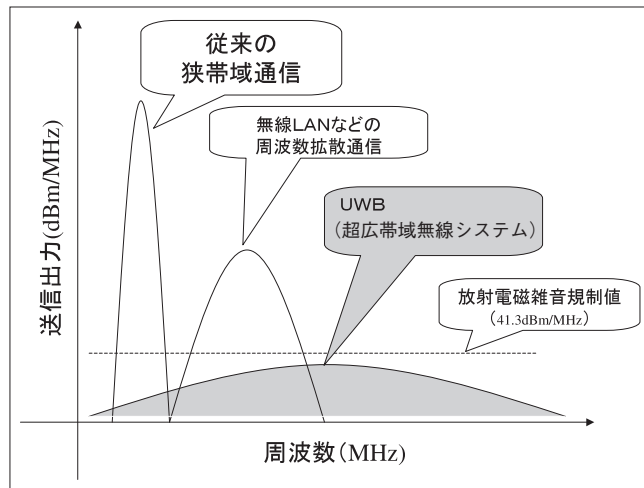 従来の
狭帯域通信
無線LANなどの
周波数拡散通信
UWB
(超広帯域無線システム)
放射電磁雑音規制値
(41.3dBm/MHz)
送信出力(dBm/MHz)
周波数(MHz)